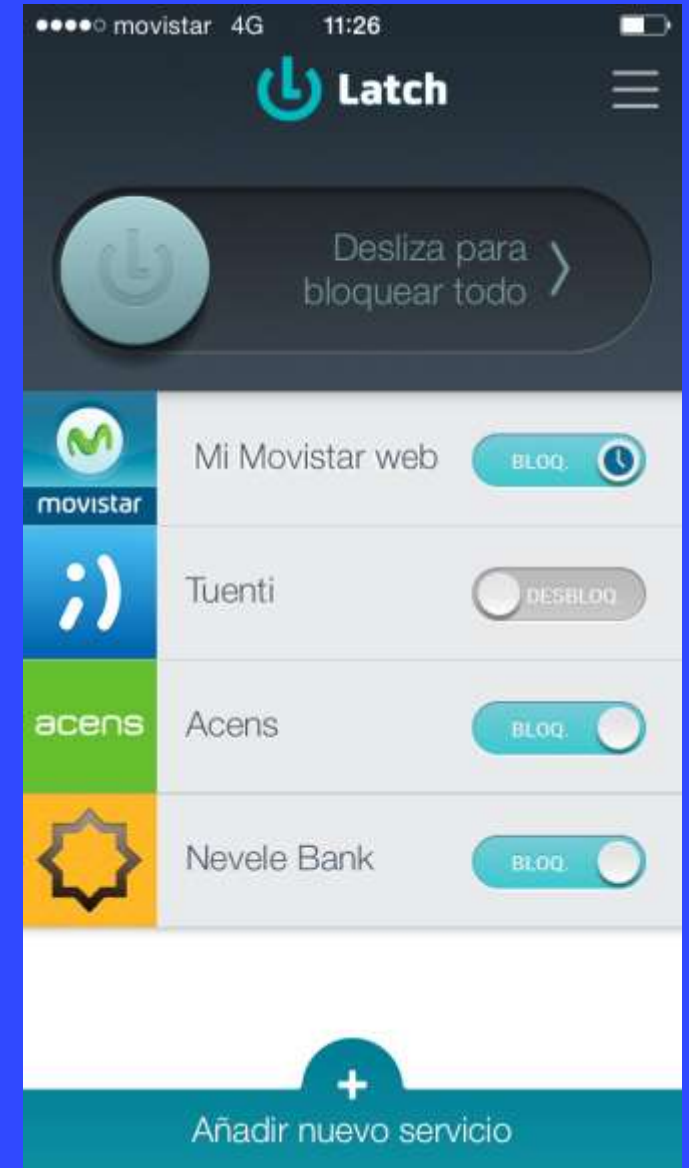 movistar 4G 11:26
Latch
Desliza para
bloquear todo
movistar
Mi Movistar web BLOQ.
;)
Tuenti DESBLOQ.
acens
Acens BLOQ.
Nevele Bank BLOQ.
+
Añadir nuevo servicio